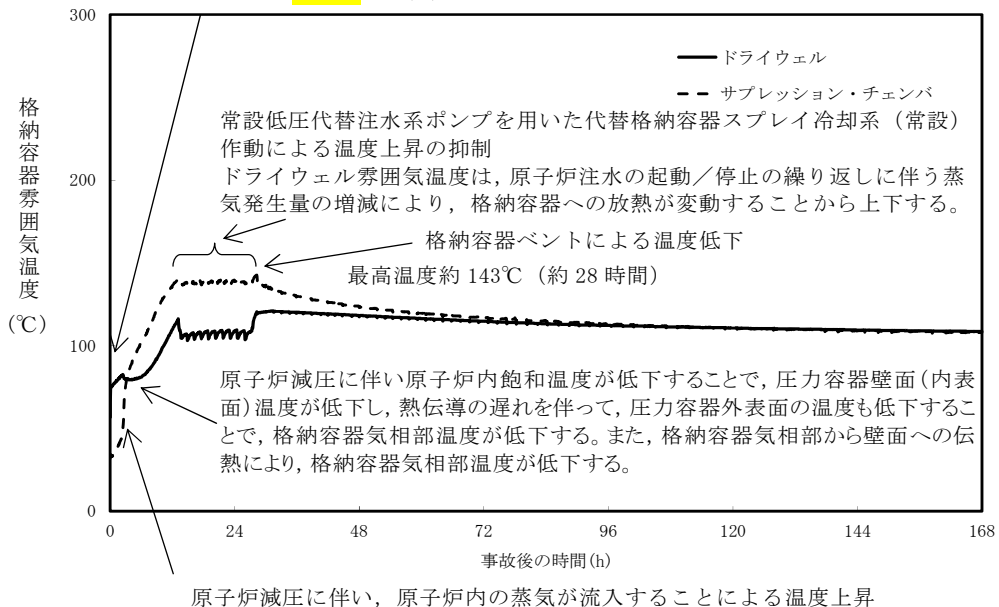 300
ドライウェル
サプレッション・チェンバ
格納容器雰囲気温度
(℃)
常設低圧代替注水系ポンプを用いた代替格納容器スプレイ冷却系（常設）
作動による温度上昇の抑制
ドライウェル雰囲気温度は，原子炉注水の起動／停止の繰り返しに伴う蒸
気発生量の増減により，格納容器への放熱が変動することから上下する。
200
格納容器ベントによる温度低下
最高温度約 143℃（約 28 時間）
100
原子炉減圧に伴い原子炉内飽和温度が低下することで，圧力容器壁面（内表
面）温度が低下し，熱伝導の遅れを伴って，圧力容器外表面の温度も低下するこ
とで，格納容器気相部温度が低下する。また，格納容器気相部から壁面への伝
熱により，格納容器気相部温度が低下する。
0
0 24 48 72 96 120 144 168
事故後の時間(h)
原子炉減圧に伴い，原子炉内の蒸気が流入することによる温度上昇